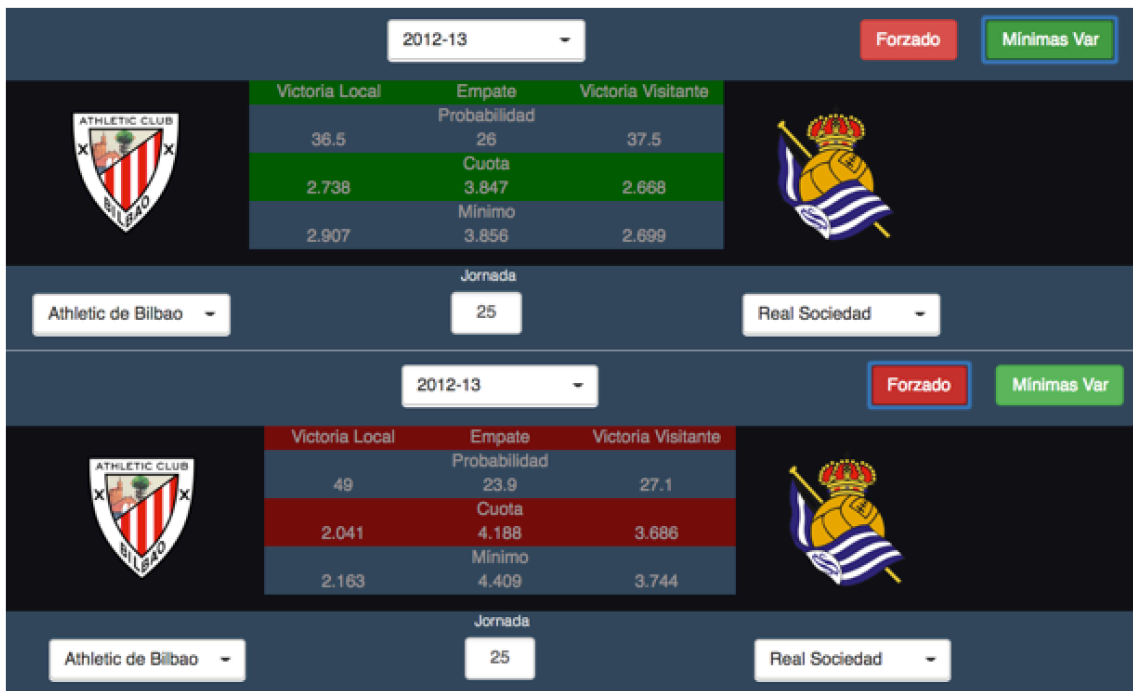 2012-13 Forzado Mínimas Var
Victoria Local Empate Victoria Visitante
ATHLETIC CLUB
BILBAO
Probabilidad
36.5 26 37.5
Cuota
2.738 3.847 2.668
Mínimo
2.907 3.856 2.699
Jornada
Athletic de Bilbao 25 Real Sociedad
2012-13 Forzado Mínimas Var
Victoria Local Empate Victoria Visitante
ATHLETIC CLUB
BILBAO
Probabilidad
49 23.9 27.1
Cuota
2.041 4.188 3.686
Mínimo
2.163 4.409 3.744
Jornada
Athletic de Bilbao 25 Real Sociedad